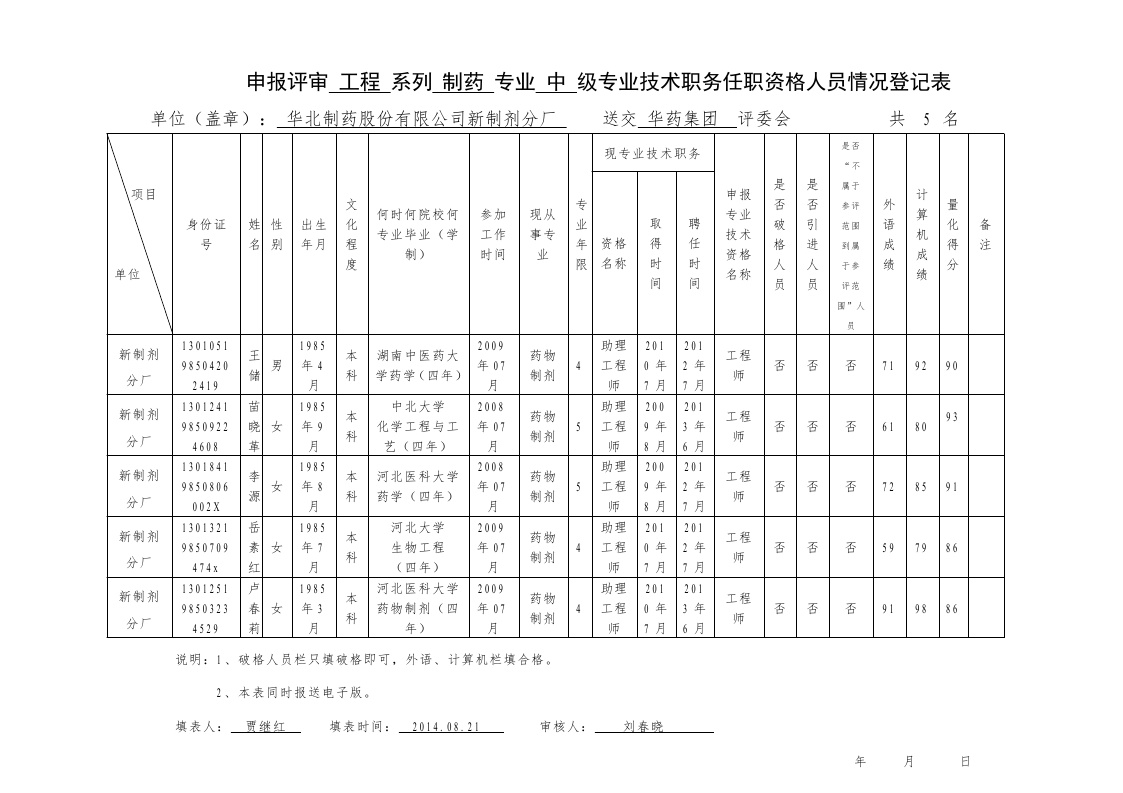 申报评审 工程 系列 制药 专业 中 级专业技术职务任职资格人员情况登记表
单位（盖章）： 华北制药股份有限公司新制剂分厂 送交 华药集团 评委会 共 5 名
项目 单位 身份证号 姓名 性别 出生年月 文化程度 何时何院校何专业毕业（学制） 参加工作时间 现从事专业 专业年限 现专业技术职务 资格名称 取得时间 聘任时间 申报专业技术资格名称 是否破格人员 是否引进人员 是否“不属于参评范围到属于参评范围”人员 外语成绩 计算机成绩 量化得分 备注
新制剂分厂 130105198504202419 王储 男 1985年4月 本科 湖南中医药大学药学（四年） 2009年07月 药物制剂 4 助理工程师 2010年7月 2012年7月 工程师 否 否 否 71 92 90
新制剂分厂 130124198509224608 苗晓革 女 1985年9月 本科 中北大学化学工程与工艺（四年） 2008年07月 药物制剂 5 助理工程师 2009年8月 2013年6月 工程师 否 否 否 61 80 93
新制剂分厂 13018419850806002X 李源 女 1985年8月 本科 河北医科大学药学（四年） 2008年07月 药物制剂 5 助理工程师 2009年8月 2012年7月 工程师 否 否 否 72 85 91
新制剂分厂 13013219850709474x 岳素红 女 1985年7月 本科 河北大学生物工程（四年） 2009年07月 药物制剂 4 助理工程师 2010年7月 2012年7月 工程师 否 否 否 59 79 86
新制剂分厂 130125198503234529 卢春莉 女 1985年3月 本科 河北医科大学药物制剂（四年） 2009年07月 药物制剂 4 助理工程师 2010年7月 2013年6月 工程师 否 否 否 91 98 86
说明：1、破格人员栏只填破格即可，外语、计算机栏填合格。
2、本表同时报送电子版。
填表人： 贾继红 填表时间： 2014.08.21 审核人： 刘春晓
年 月 日